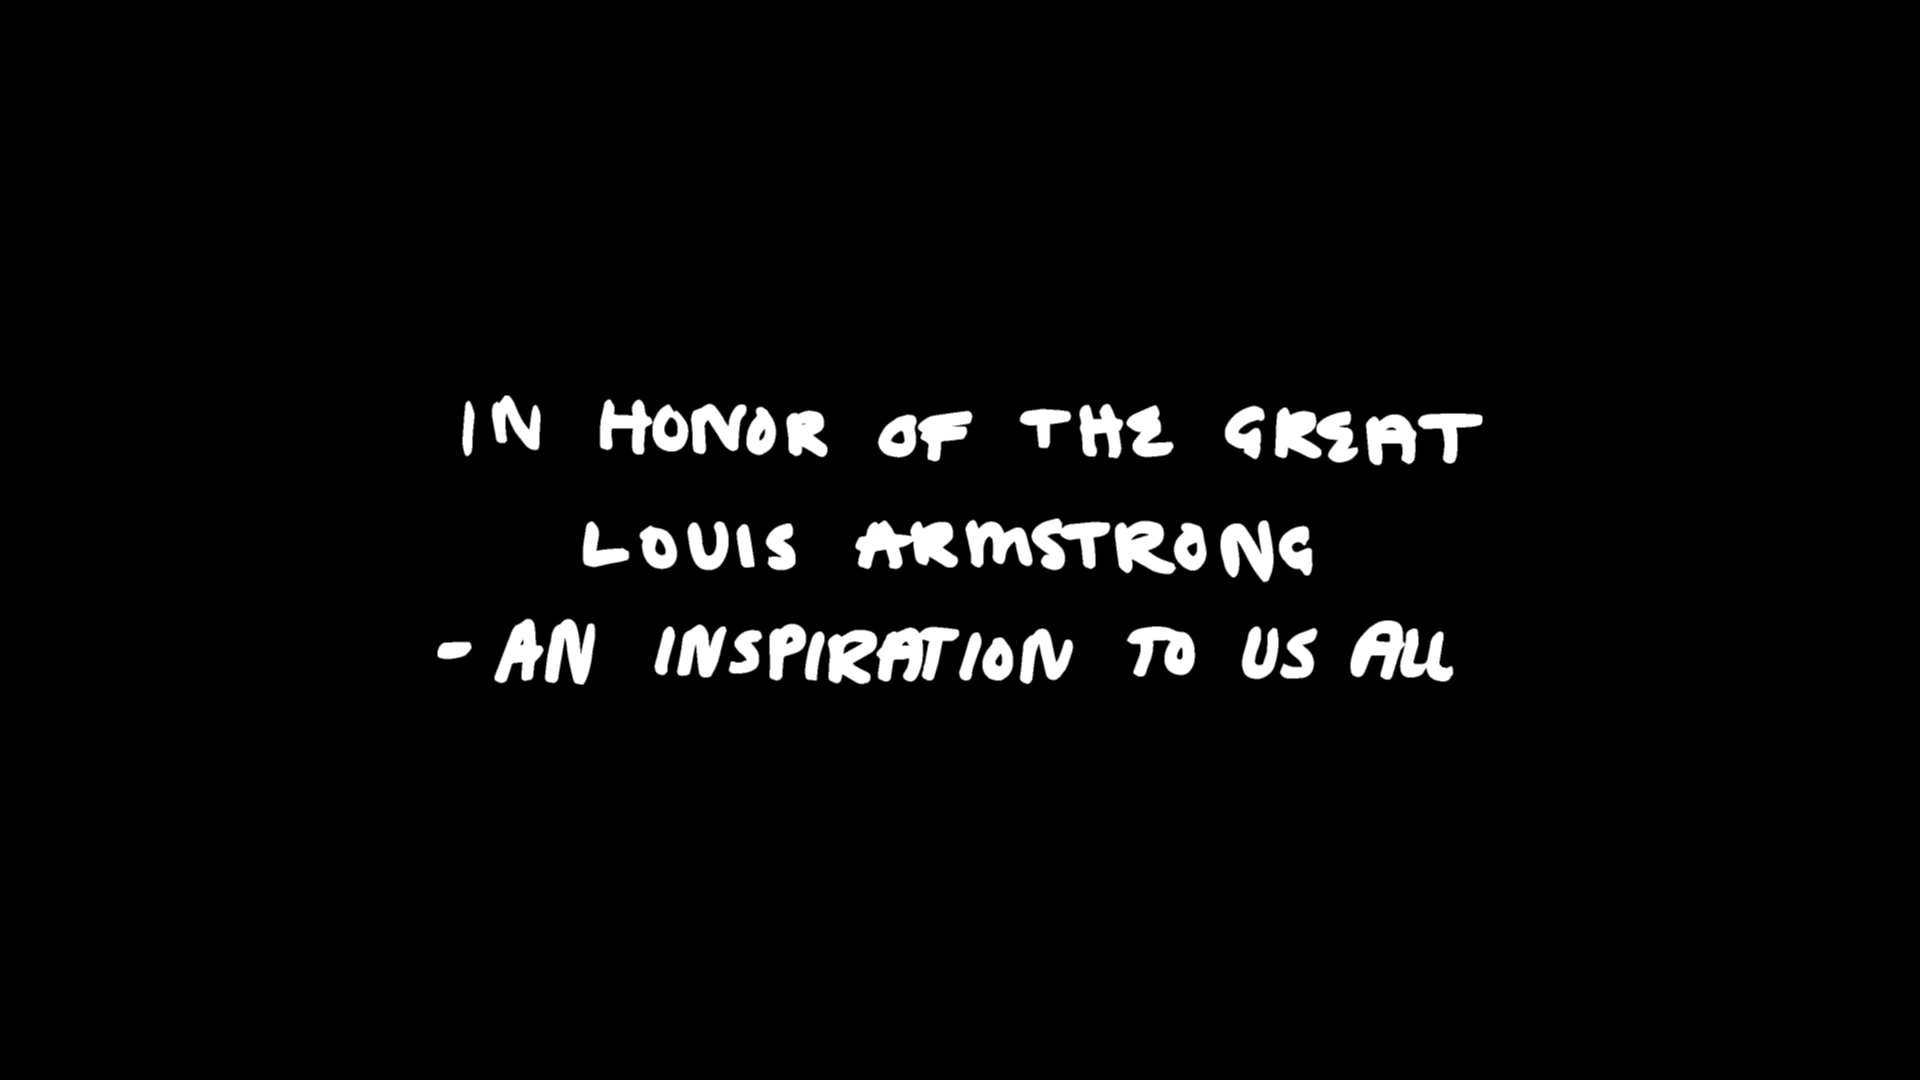 IN HONOR OF THE GREAT
LOUIS ARMSTRONG
- AN INSPIRATION TO US ALL